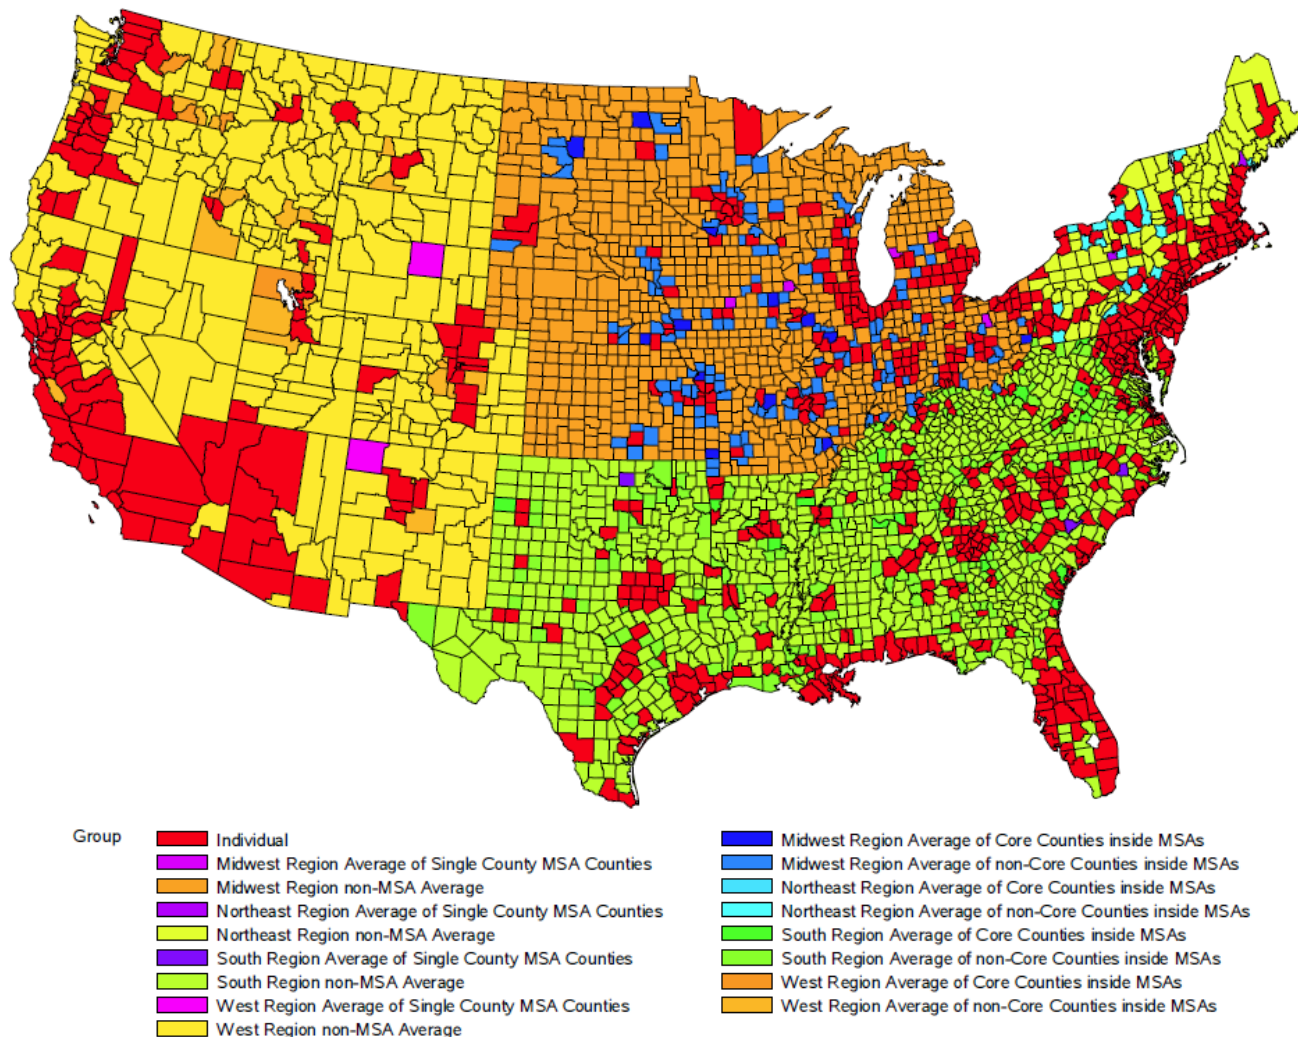 Group
Individual
Midwest Region Average of Single County MSA Counties
Midwest Region non-MSA Average
Northeast Region Average of Single County MSA Counties
Northeast Region non-MSA Average
South Region Average of Single County MSA Counties
South Region non-MSA Average
West Region Average of Single County MSA Counties
West Region non-MSA Average
Midwest Region Average of Core Counties inside MSAs
Midwest Region Average of non-Core Counties inside MSAs
Northeast Region Average of Core Counties inside MSAs
Northeast Region Average of non-Core Counties inside MSAs
South Region Average of Core Counties inside MSAs
South Region Average of non-Core Counties inside MSAs
West Region Average of Core Counties inside MSAs
West Region Average of non-Core Counties inside MSAs